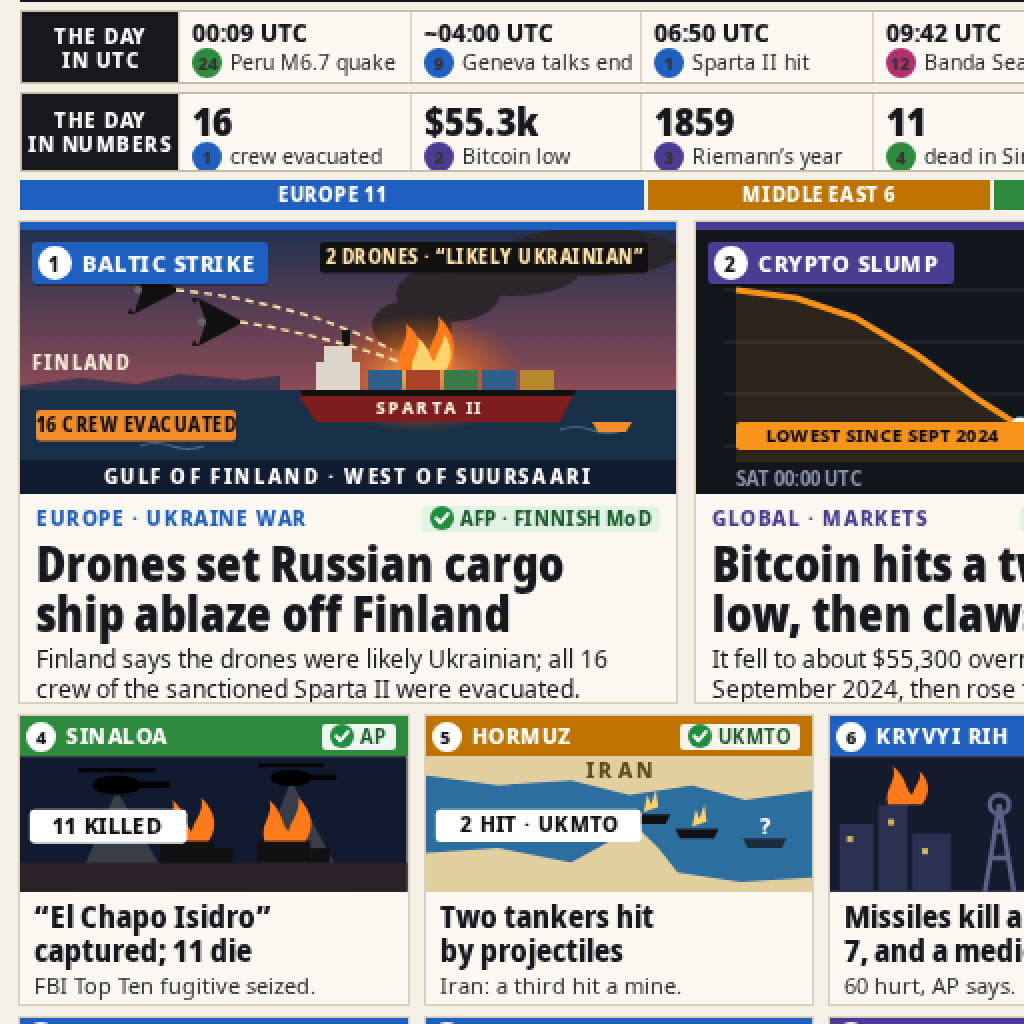 THE DAY
IN UTC
00:09 UTC
24 Peru M6.7 quake
~04:00 UTC
9 Geneva talks end
06:50 UTC
1 Sparta II hit
09:42 UTC
12 Banda Sea
THE DAY
IN NUMBERS
16
1 crew evacuated
$55.3k
2 Bitcoin low
1859
3 Riemann’s year
11
4 dead in Sin
EUROPE 11
MIDDLE EAST 6
1 BALTIC STRIKE
2 DRONES · “LIKELY UKRAINIAN”
FINLAND
SPARTA II
16 CREW EVACUATED
GULF OF FINLAND · WEST OF SUURSAARI
EUROPE · UKRAINE WAR
AFP · FINNISH MoD
Drones set Russian cargo
ship ablaze off Finland
Finland says the drones were likely Ukrainian; all 16
crew of the sanctioned Sparta II were evacuated.
2 CRYPTO SLUMP
LOWEST SINCE SEPT 2024
SAT 00:00 UTC
GLOBAL · MARKETS
Bitcoin hits a tw
low, then claws
It fell to about $55,300 overn
September 2024, then rose t
4 SINALOA
AP
11 KILLED
“El Chapo Isidro”
captured; 11 die
FBI Top Ten fugitive seized.
5 HORMUZ
UKMTO
IRAN
2 HIT · UKMTO
?
Two tankers hit
by projectiles
Iran: a third hit a mine.
6 KRYVYI RIH
Missiles kill a
7, and a medi
60 hurt, AP says.